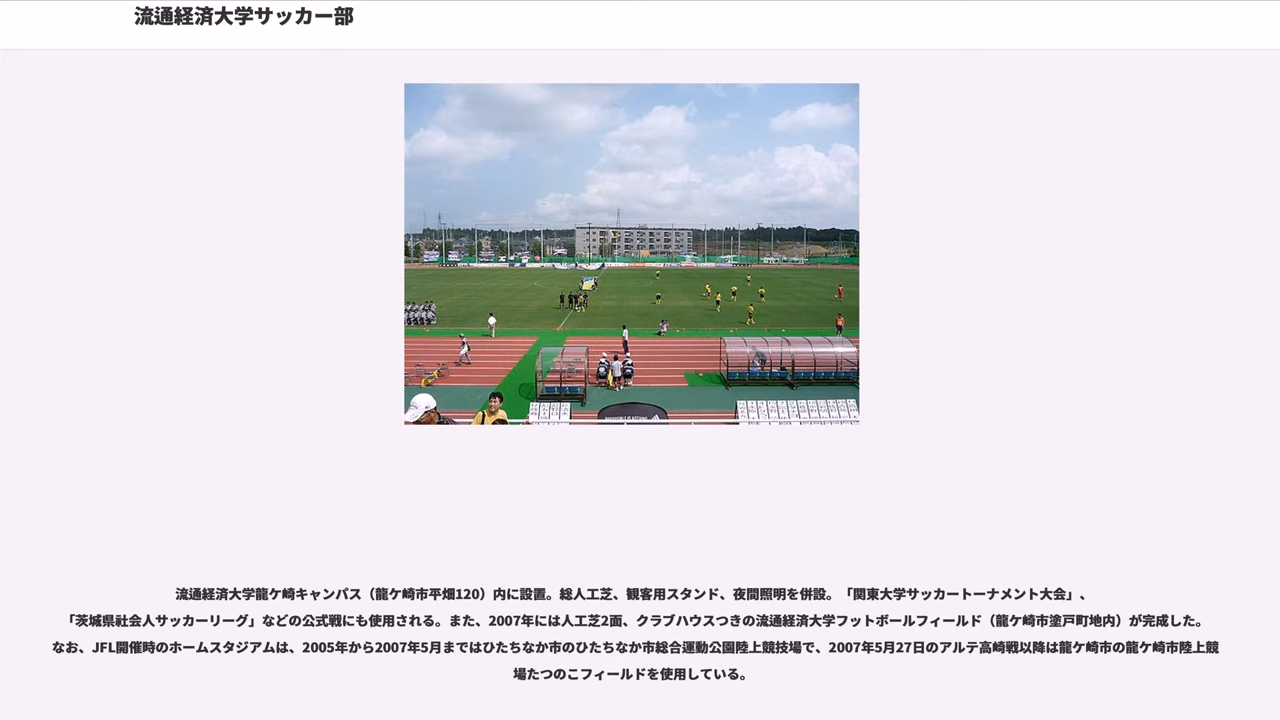 流通経済大学サッカー部
流通経済大学龍ケ崎キャンパス（龍ケ崎市平畑120）内に設置。総人工芝、観客用スタンド、夜間照明を併設。「関東大学サッカートーナメント大会」、
「茨城県社会人サッカーリーグ」などの公式戦にも使用される。また、2007年には人工芝2面、クラブハウスつきの流通経済大学フットボールフィールド（龍ケ崎市塗戸町地内）が完成した。
なお、JFL開催時のホームスタジアムは、2005年から2007年5月まではひたちなか市のひたちなか市総合運動公園陸上競技場で、2007年5月27日のアルテ高崎戦以降は龍ケ崎市の龍ケ崎市陸上競
場たつのこフィールドを使用している。